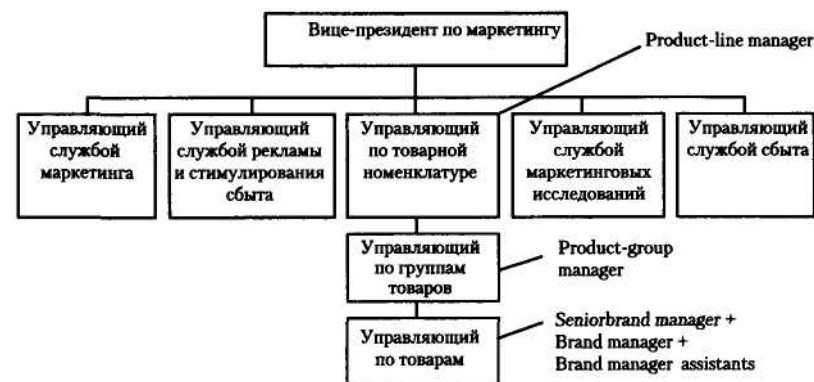 Вице-президент по маркетингу
Product-line manager
Управляющий
службой
маркетинга
Управляющий
службой рекламы
и стимулирования
сбыта
Управляющий
по товарной
номенклатуре
Управляющий
службой
маркетинговых
исследований
Управляющий
службой сбыта
Управляющий
по группам
товаров
Product-group
manager
Управляющий
по товарам
Seniorbrand manager +
Brand manager +
Brand manager assistants